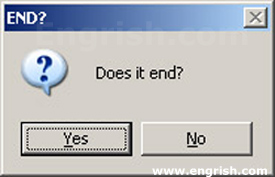 END?
?
Does it end?
Yes No
www.engrish.com